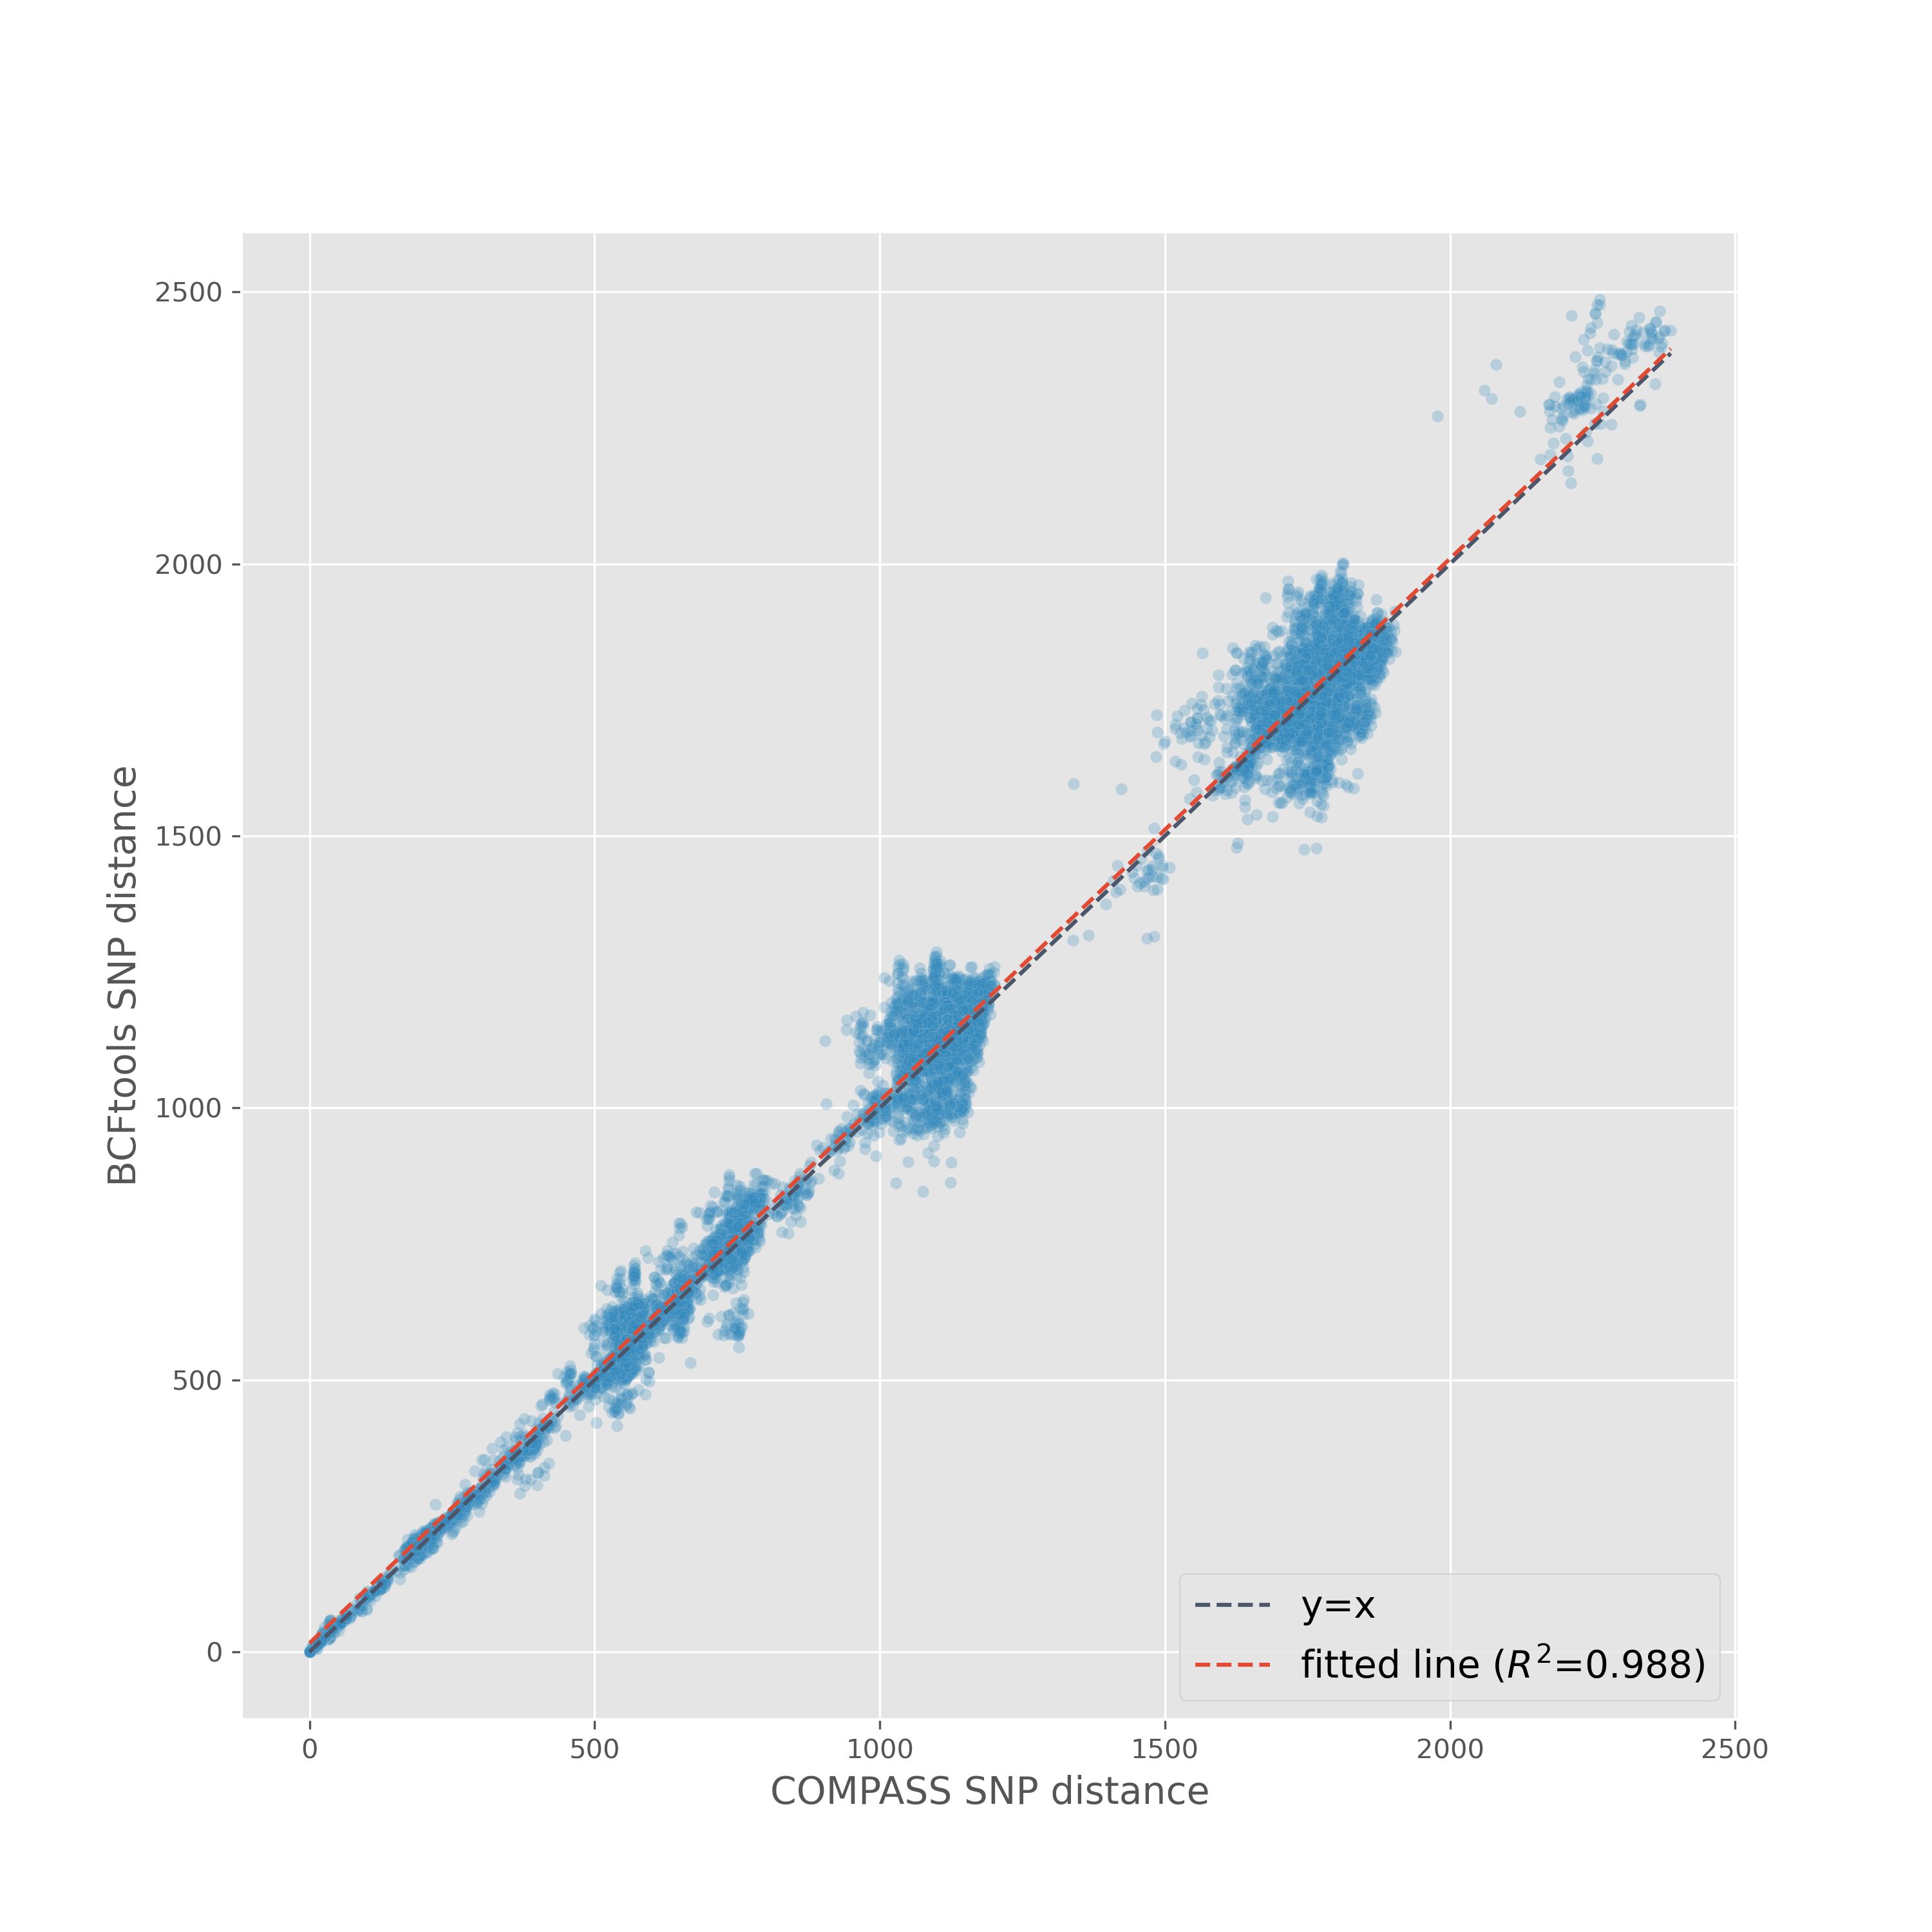 2500
2000
1500
1000
500
0
BCFtools SNP distance
y=x
fitted line (R²=0.988)
0 500 1000 1500 2000 2500
COMPASS SNP distance